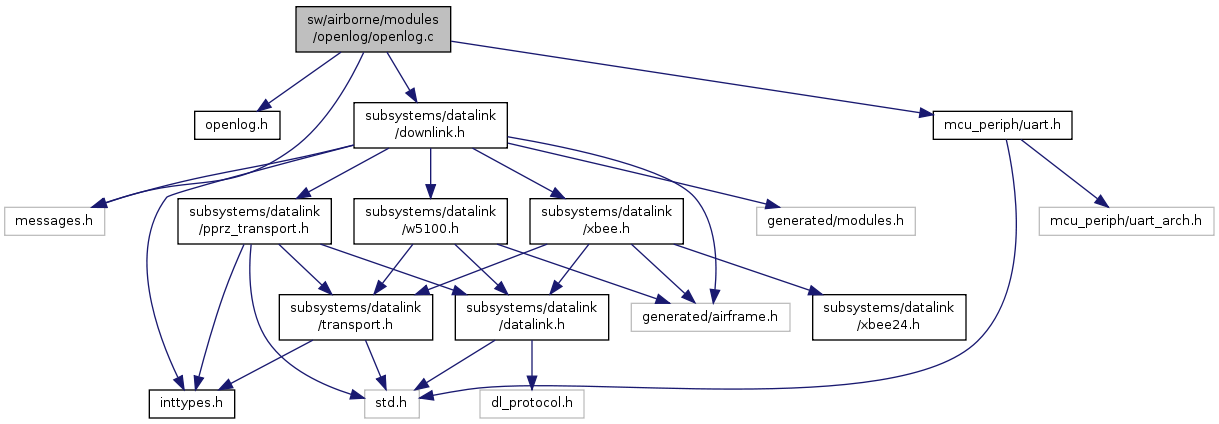 sw/airborne/modules
/openlog/openlog.c
openlog.h
subsystems/datalink
/downlink.h
mcu_periph/uart.h
messages.h
subsystems/datalink
/pprz_transport.h
subsystems/datalink
/w5100.h
subsystems/datalink
/xbee.h
generated/modules.h
mcu_periph/uart_arch.h
subsystems/datalink
/transport.h
subsystems/datalink
/datalink.h
generated/airframe.h
subsystems/datalink
/xbee24.h
inttypes.h
std.h
dl_protocol.h